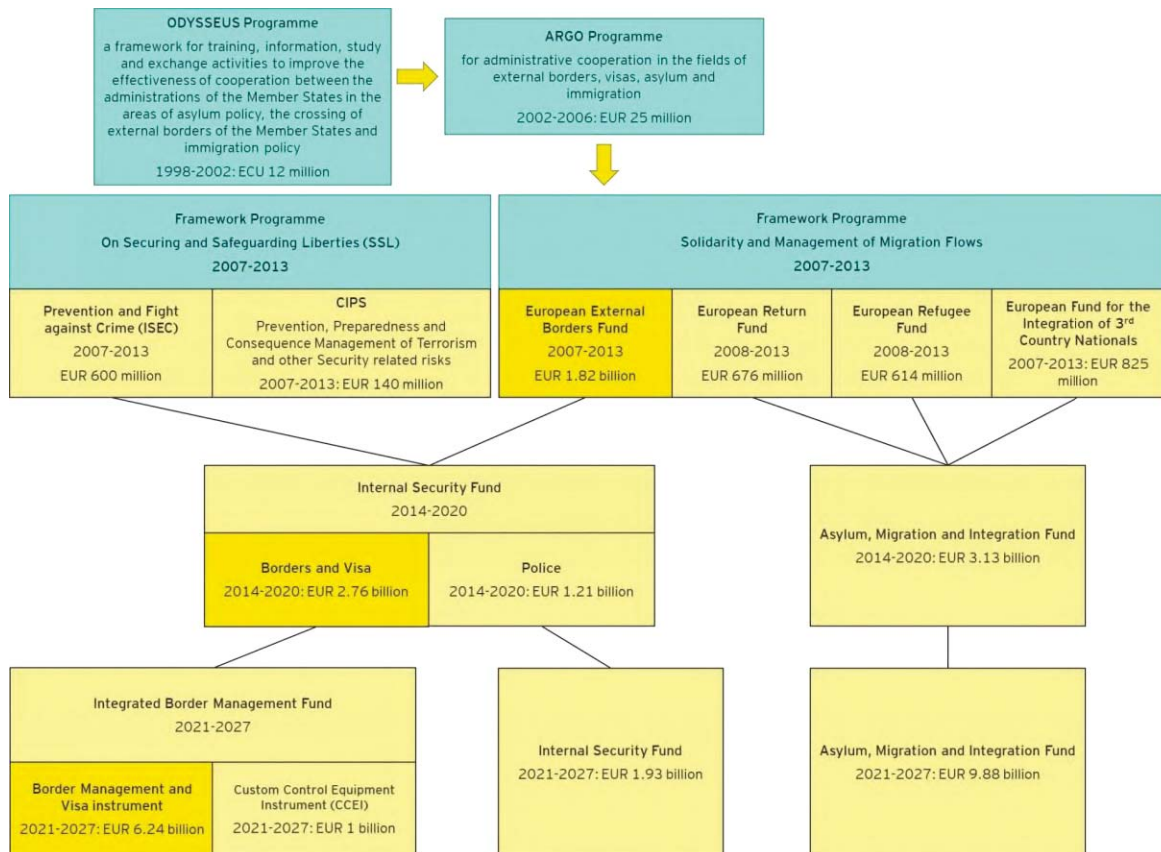 ODYSSEUS Programme
a framework for training, information, study
and exchange activities to improve the
effectiveness of cooperation between the
administrations of the Member States in the
areas of asylum policy, the crossing of
external borders of the Member States and
immigration policy
1998-2002: ECU 12 million
ARGO Programme
for administrative cooperation in the fields of
external borders, visas, asylum and
immigration
2002-2006: EUR 25 million
Framework Programme
On Securing and Safeguarding Liberties (SSL)
2007-2013
Framework Programme
Solidarity and Management of Migration Flows
2007-2013
Prevention and Fight
against Crime (ISEC)
2007-2013
EUR 600 million
CIPS
Prevention, Preparedness and
Consequence Management of Terrorism
and other Security related risks
2007-2013: EUR 140 million
European External
Borders Fund
2007-2013
EUR 1.82 billion
European Return
Fund
2008-2013
EUR 676 million
European Refugee
Fund
2008-2013
EUR 614 million
European Fund for the
Integration of 3rd
Country Nationals
2007-2013: EUR 825
million
Internal Security Fund
2014-2020
Borders and Visa
2014-2020: EUR 2.76 billion
Police
2014-2020: EUR 1.21 billion
Asylum, Migration and Integration Fund
2014-2020: EUR 3.13 billion
Integrated Border Management Fund
2021-2027
Border Management and
Visa instrument
2021-2027: EUR 6.24 billion
Custom Control Equipment
Instrument (CCEI)
2021-2027: EUR 1 billion
Internal Security Fund
2021-2027: EUR 1.93 billion
Asylum, Migration and Integration Fund
2021-2027: EUR 9.88 billion